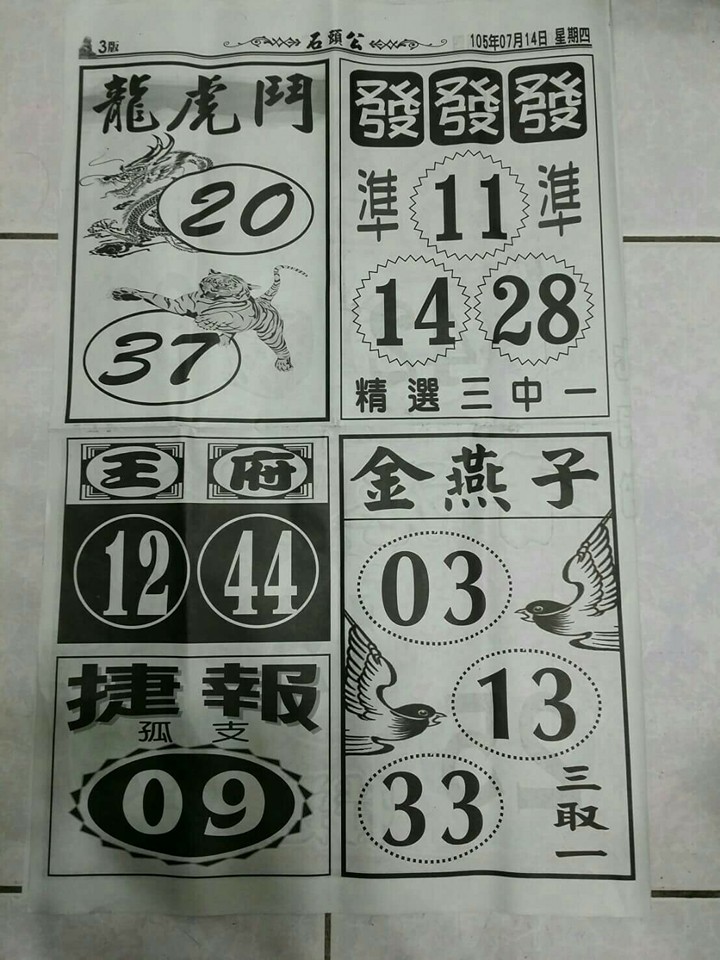 3版
石頭公
105年07月14日 星期四
龍虎鬥
20
37
發發發
準 11 準
14 28
精選三中一
王府
12 44
捷報
孤支
09
金燕子
03
13
33
三取一